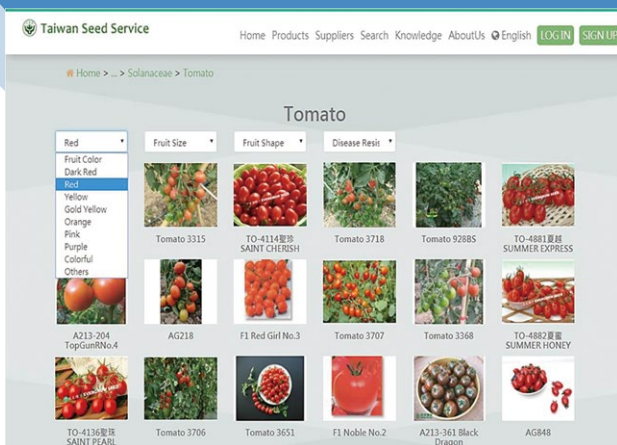 Taiwan Seed Service
Home Products Suppliers Search Knowledge AboutUs English LOG IN SIGN UP
Home > ... > Solanaceae > Tomato
Tomato
Red
Fruit Size
Fruit Shape
Disease Resis
Fruit Color
Dark Red
Red
Yellow
Gold Yellow
Orange
Pink
Purple
Colorful
Others
Tomato 3315
TO-4114聖珍
SAINT CHERISH
Tomato 3718
Tomato 928BS
TO-4881夏越
SUMMER EXPRESS
A213-204
TopGunRNo.4
AG218
F1 Red Girl No.3
Tomato 3707
Tomato 3368
TO-4882夏蜜
SUMMER HONEY
TO-4136聖珠
SAINT PEARL
Tomato 3706
Tomato 3651
F1 Noble No.2
A213-361 Black
Dragon
AG848